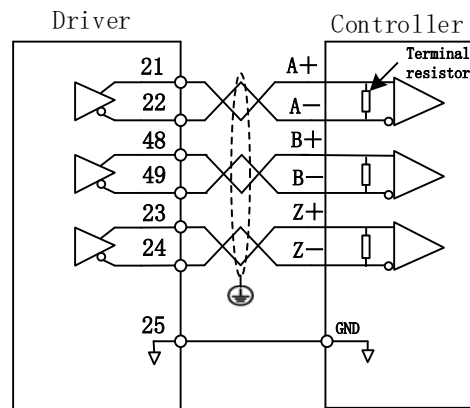 Driver
Controller
Terminal
resistor
21
A+
22
A-
48
B+
49
B-
23
Z+
24
Z-
25
GND